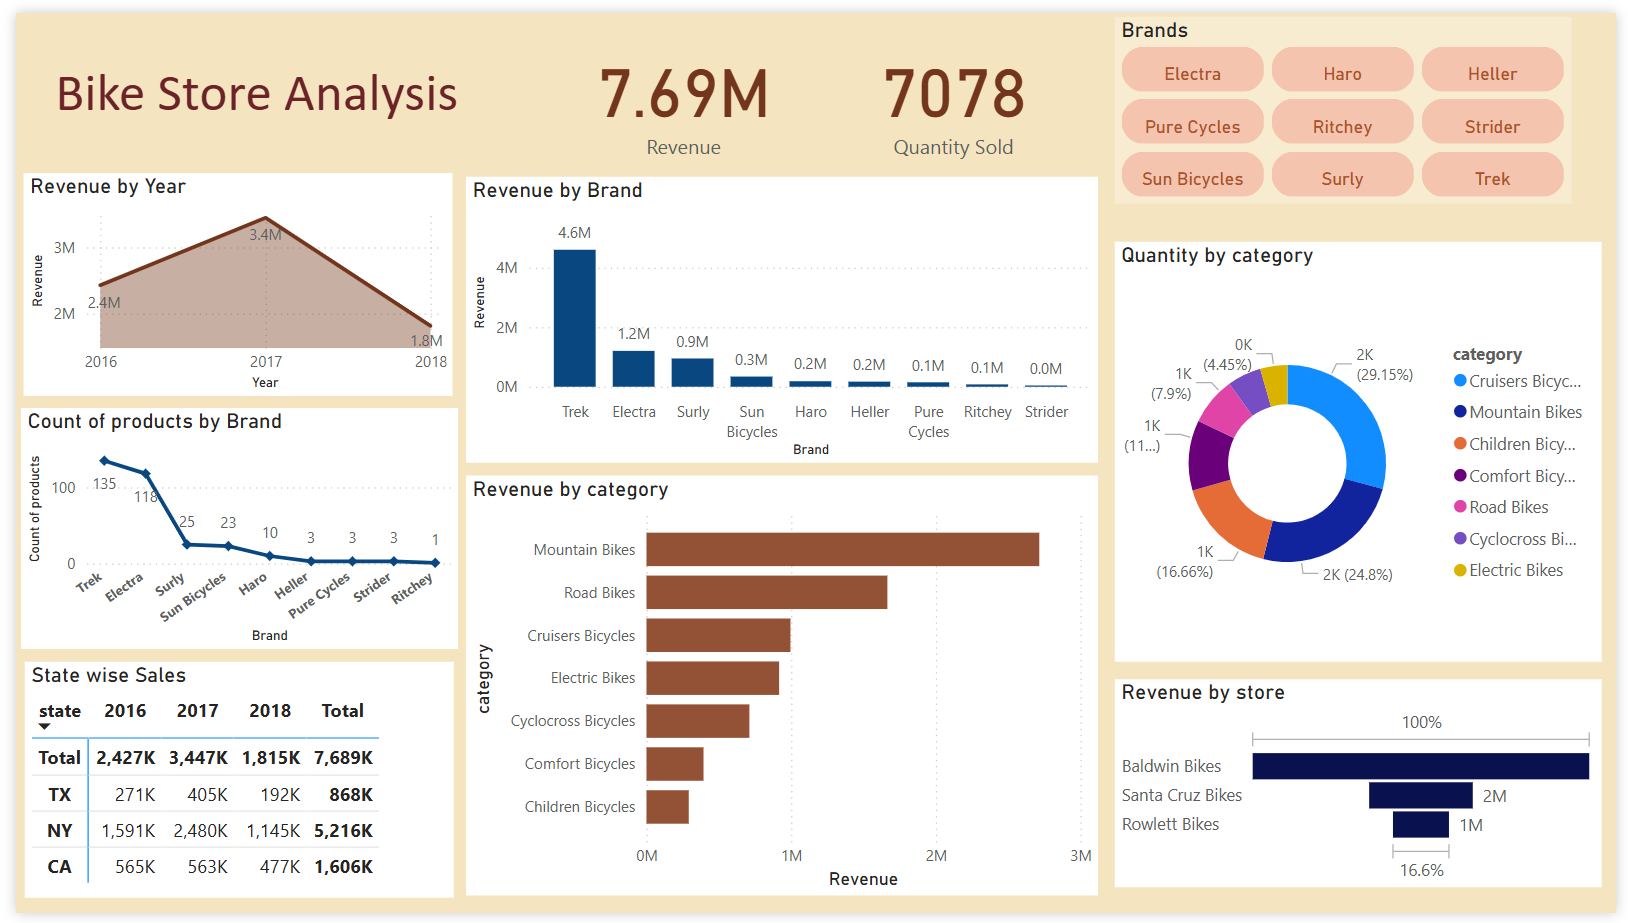 Bike Store Analysis
7.69M
Revenue
7078
Quantity Sold
Brands
Electra
Haro
Heller
Pure Cycles
Ritchey
Strider
Sun Bicycles
Surly
Trek
Revenue by Year
Revenue
3M
2M
2.4M
3.4M
1.8M
2016
2017
2018
Year
Revenue by Brand
Revenue
4M
2M
0M
4.6M
1.2M
0.9M
0.3M
0.2M
0.2M
0.1M
0.1M
0.0M
Trek
Electra
Surly
Sun
Bicycles
Haro
Heller
Pure
Cycles
Ritchey
Strider
Brand
Quantity by category
0K
(4.45%)
2K
(29.15%)
1K
(7.9%)
1K
(11...)
1K
(16.66%)
2K (24.8%)
category
Cruisers Bicyc...
Mountain Bikes
Children Bicy...
Comfort Bicy...
Road Bikes
Cyclocross Bi...
Electric Bikes
Count of products by Brand
Count of products
100
0
135
118
25
23
10
3
3
3
1
Trek
Electra
Surly
Sun Bicycles
Haro
Heller
Pure Cycles
Strider
Ritchey
Brand
Revenue by category
category
Mountain Bikes
Road Bikes
Cruisers Bicycles
Electric Bikes
Cyclocross Bicycles
Comfort Bicycles
Children Bicycles
0M
1M
2M
3M
Revenue
State wise Sales
state 2016 2017 2018 Total
Total 2,427K 3,447K 1,815K 7,689K
TX 271K 405K 192K 868K
NY 1,591K 2,480K 1,145K 5,216K
CA 565K 563K 477K 1,606K
Revenue by store
100%
Baldwin Bikes
Santa Cruz Bikes 2M
Rowlett Bikes 1M
16.6%